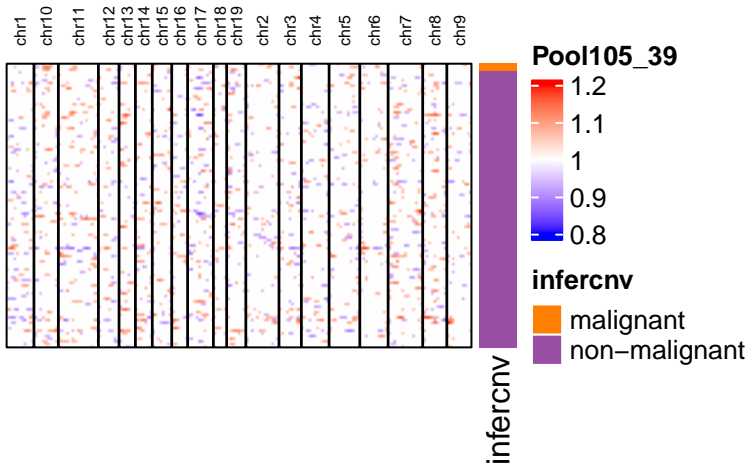 chr1
chr10
chr11
chr12
chr13
chr14
chr15
chr16
chr17
chr18
chr19
chr2
chr3
chr4
chr5
chr6
chr7
chr8
chr9
Pool105_39
1.2
1.1
1
0.9
0.8
infercnv
malignant
non−malignant
infercnv